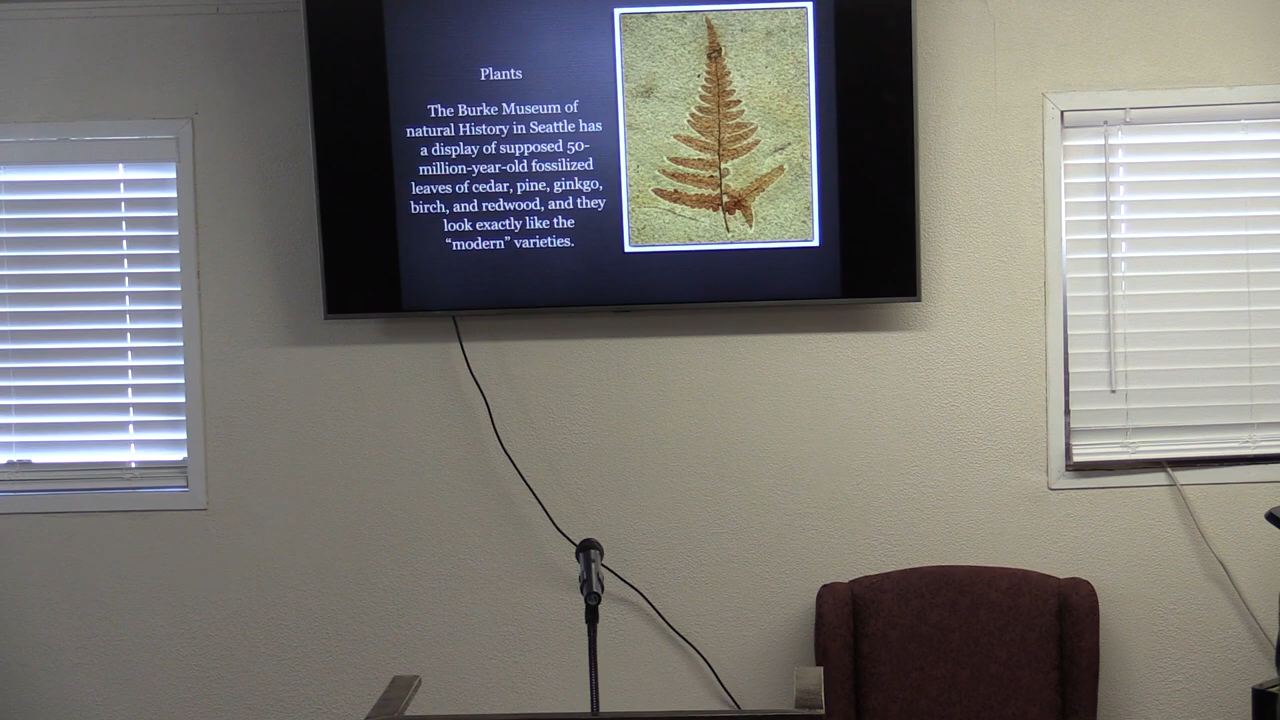 Plants
The Burke Museum of
natural History in Seattle has
a display of supposed 50-
million-year-old fossilized
leaves of cedar, pine, ginkgo,
birch, and redwood, and they
look exactly like the
“modern” varieties.